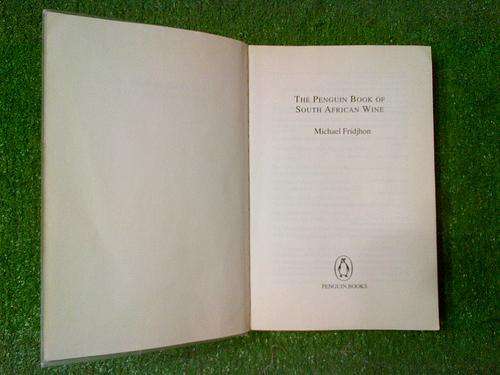 The Penguin Book of
South African Wine
Michael Fridjhon
PENGUIN BOOKS